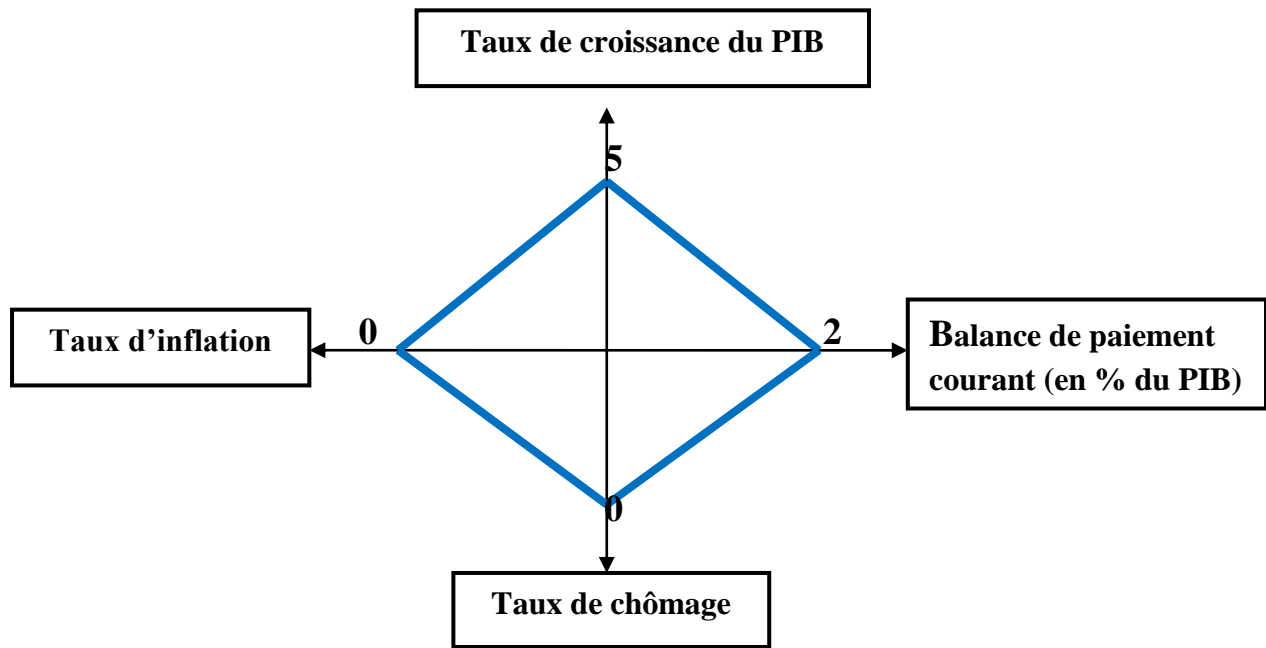 Taux de croissance du PIB
5
Taux d'inflation
0
2
Balance de paiement
courant (en % du PIB)
0
Taux de chômage